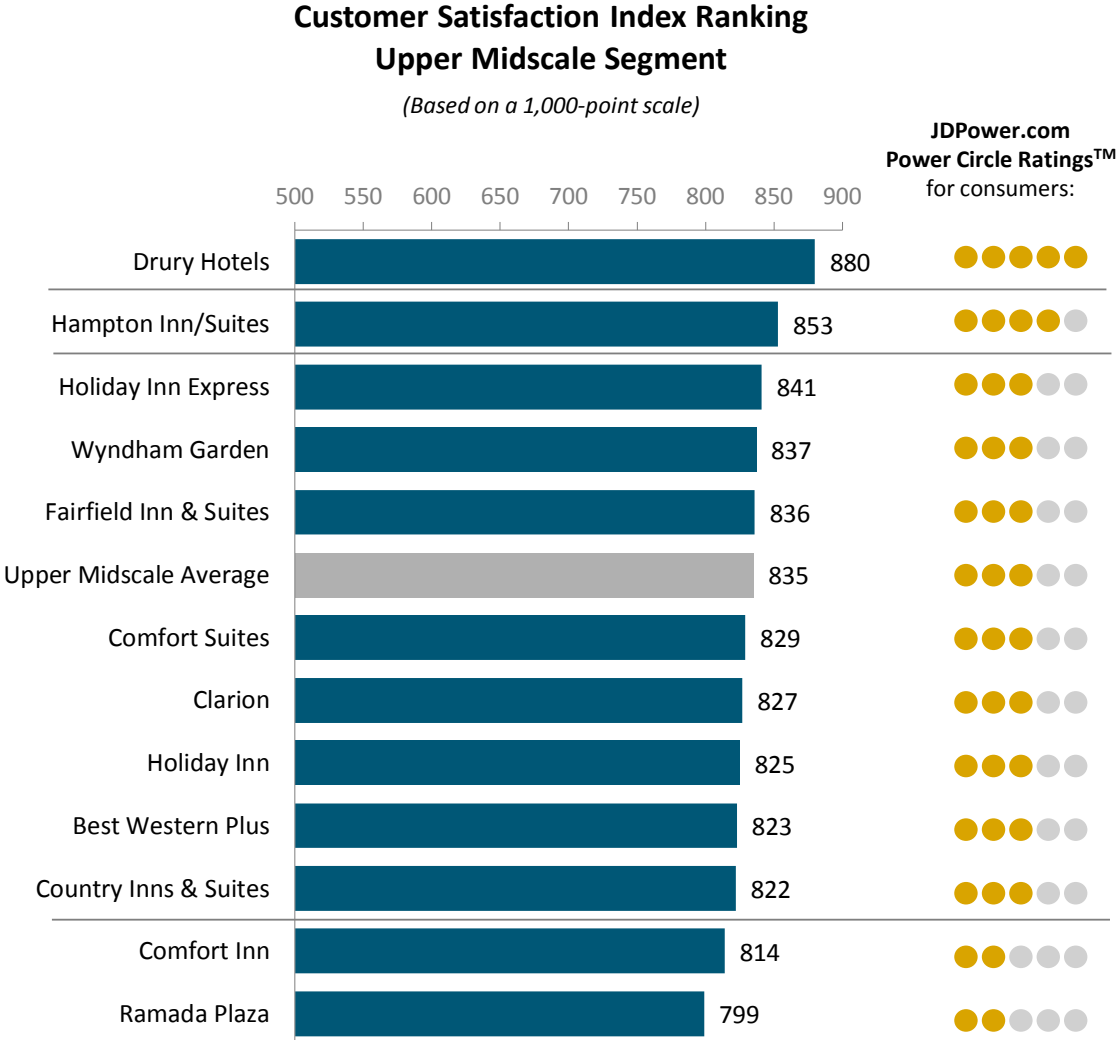 Customer Satisfaction Index Ranking
Upper Midscale Segment
(Based on a 1,000-point scale)
JDPower.com
Power Circle Ratings™
for consumers:
500 550 600 650 700 750 800 850 900
Drury Hotels 880
Hampton Inn/Suites 853
Holiday Inn Express 841
Wyndham Garden 837
Fairfield Inn & Suites 836
Upper Midscale Average 835
Comfort Suites 829
Clarion 827
Holiday Inn 825
Best Western Plus 823
Country Inns & Suites 822
Comfort Inn 814
Ramada Plaza 799